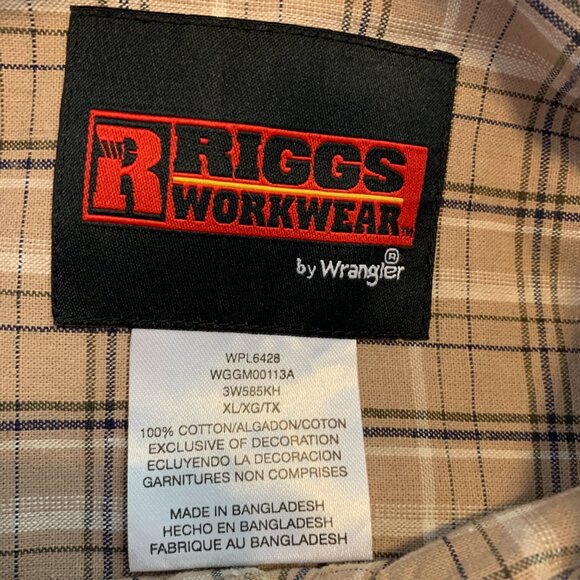 R RIGGS
WORKWEAR™
by Wrangler®
WPL6428
WGGM00113A
3W585KH
XL/XG/TX
100% COTTON/ALGADON/COTON
EXCLUSIVE OF DECORATION
ECLUYENDO LA DECORACION
GARNITURES NON COMPRISES
MADE IN BANGLADESH
HECHO EN BANGLADESH
FABRIQUE AU BANGLADESH